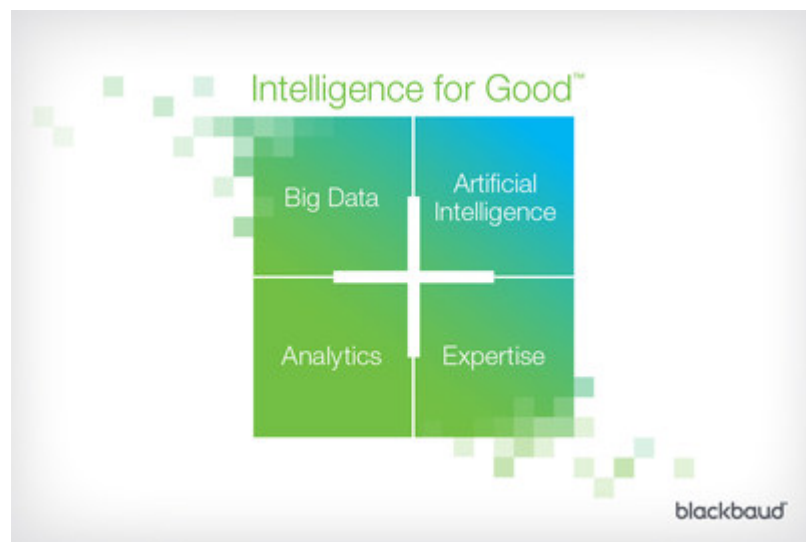 Intelligence for Good™
Big Data
Artificial
Intelligence
Analytics
Expertise
blackbaud